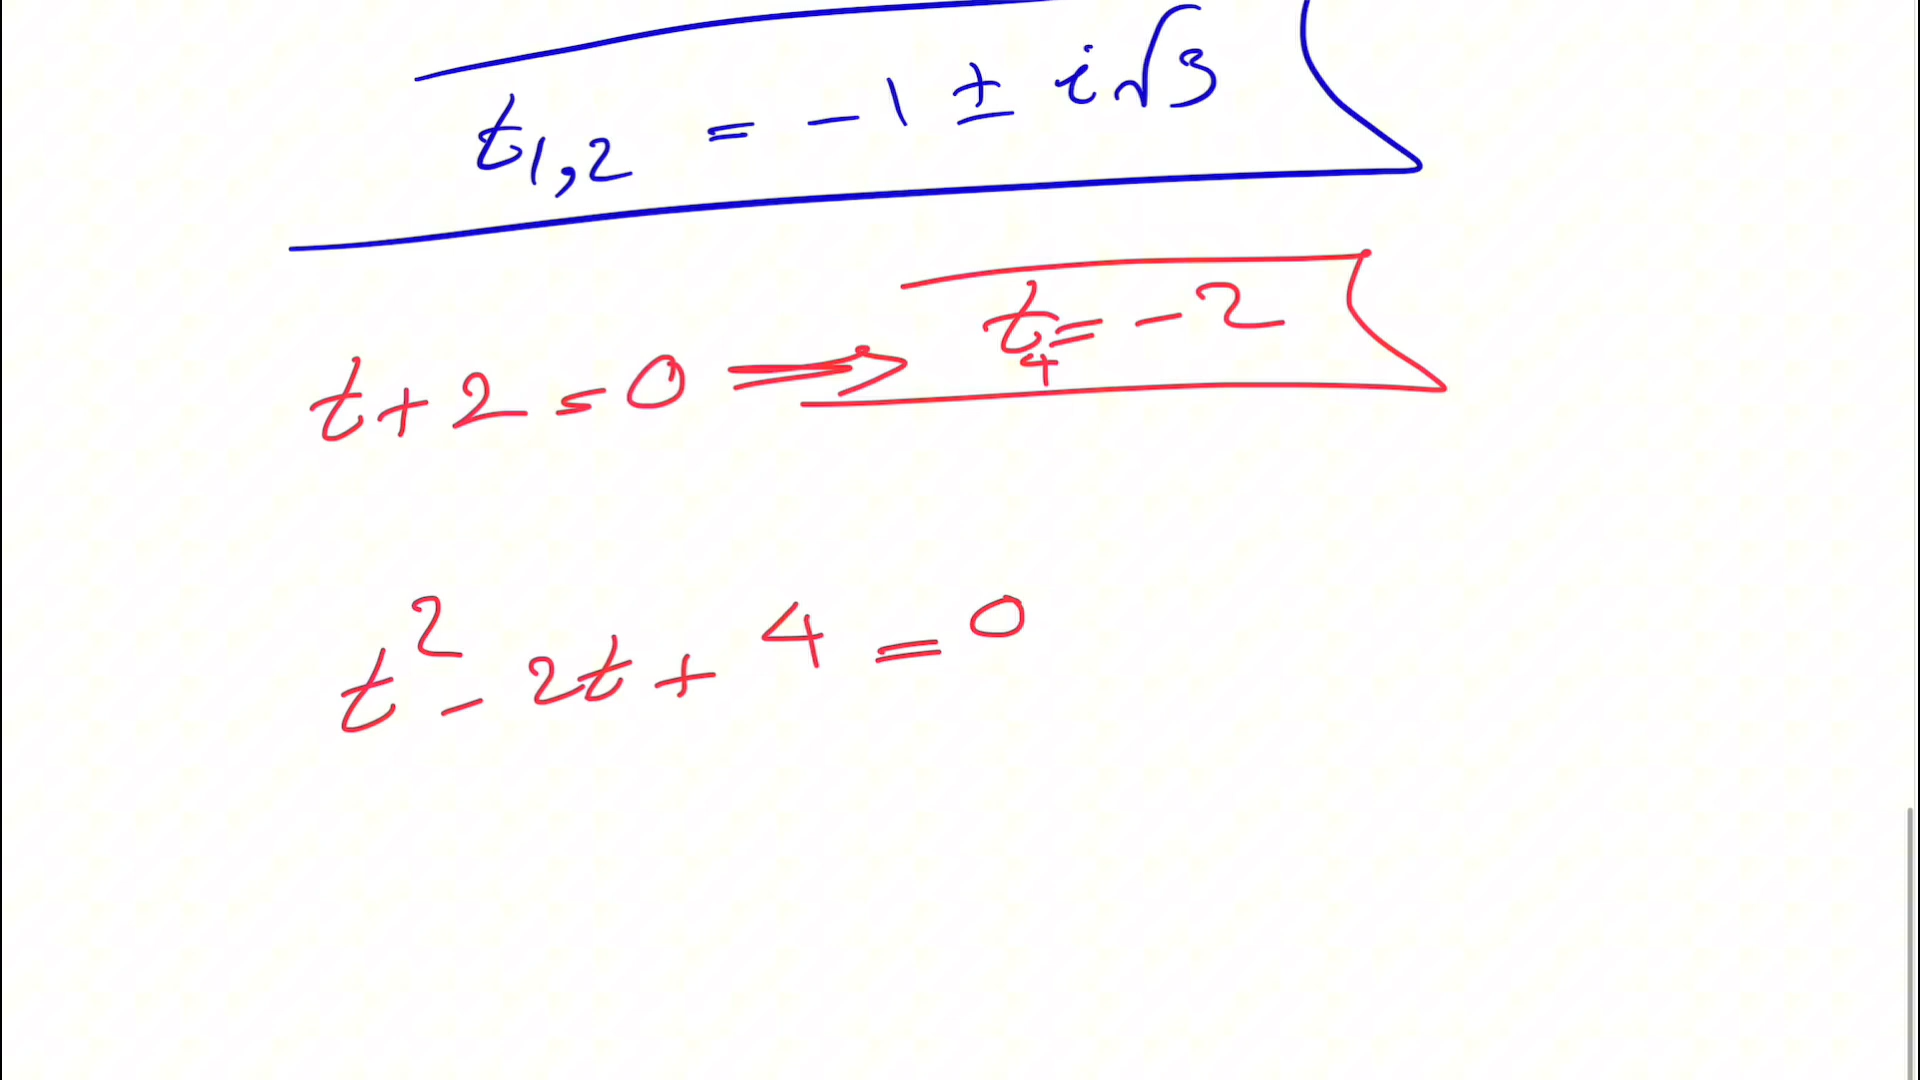 t₁,₂ = -1 ± i√3
t+2=0 ⟹ t₄=-2
t² - 2t + 4 = 0